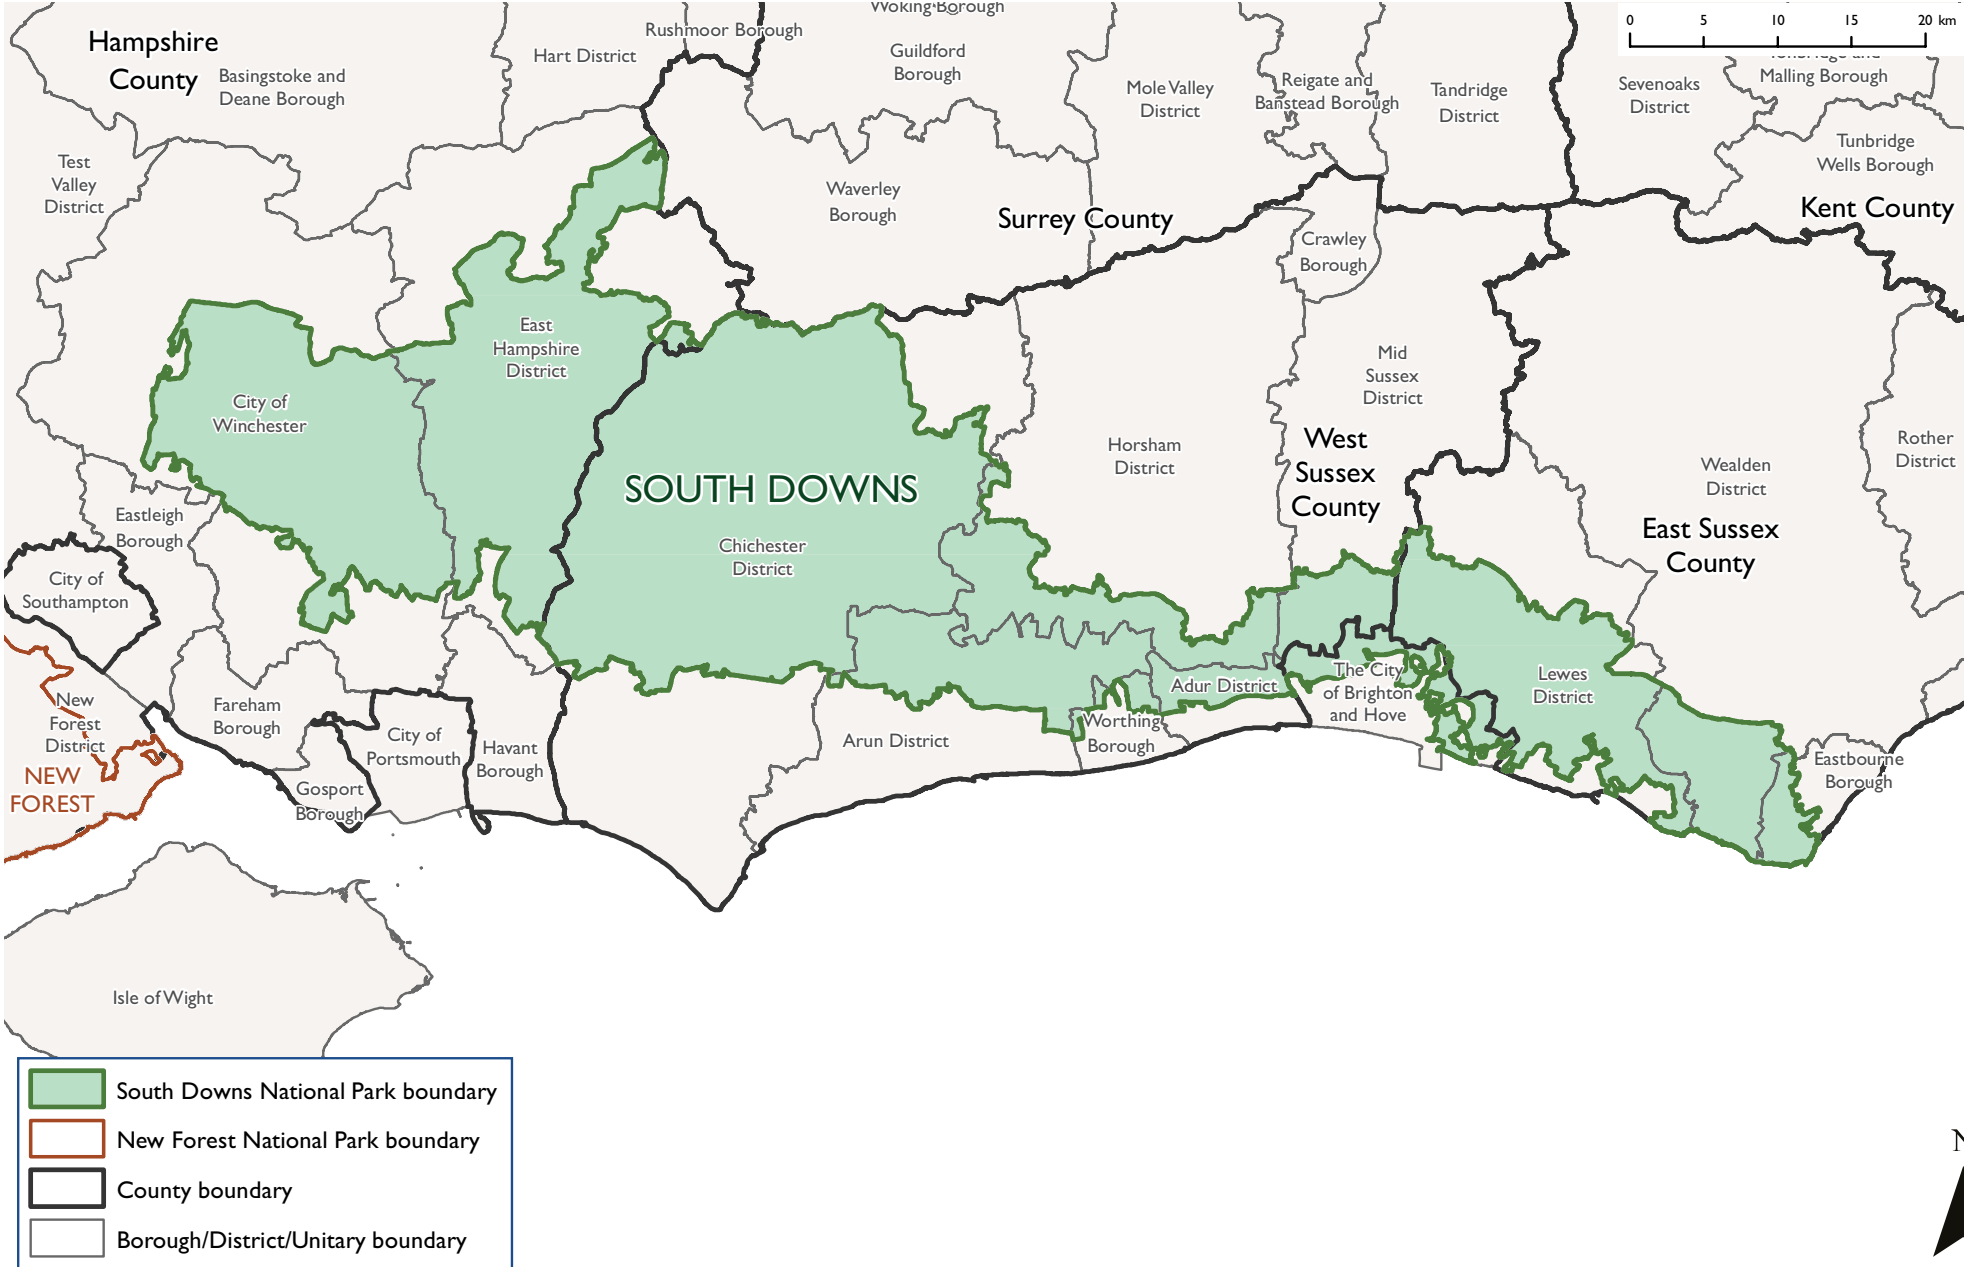 Hampshire
County
Basingstoke and
Deane Borough
Hart District
Rushmoor Borough
Woking Borough
Guildford
Borough
Mole Valley
District
Reigate and
Banstead Borough
Tandridge
District
Sevenoaks
District
0 5 10 15 20 km
Tonbridge and
Malling Borough
Tunbridge
Wells Borough
Kent County
Test
Valley
District
Waverley
Borough
Surrey County
Crawley
Borough
East
Hampshire
District
City of
Winchester
Mid
Sussex
District
West
Sussex
County
Horsham
District
Rother
District
Wealden
District
East Sussex
County
SOUTH DOWNS
Chichester
District
Eastleigh
Borough
City of
Southampton
New
Forest
District
NEW
FOREST
Fareham
Borough
City of
Portsmouth
Havant
Borough
Gosport
Borough
Arun District
Worthing
Borough
Adur District
The City
of Brighton
and Hove
Lewes
District
Eastbourne
Borough
Isle of Wight
South Downs National Park boundary
New Forest National Park boundary
County boundary
Borough/District/Unitary boundary
N